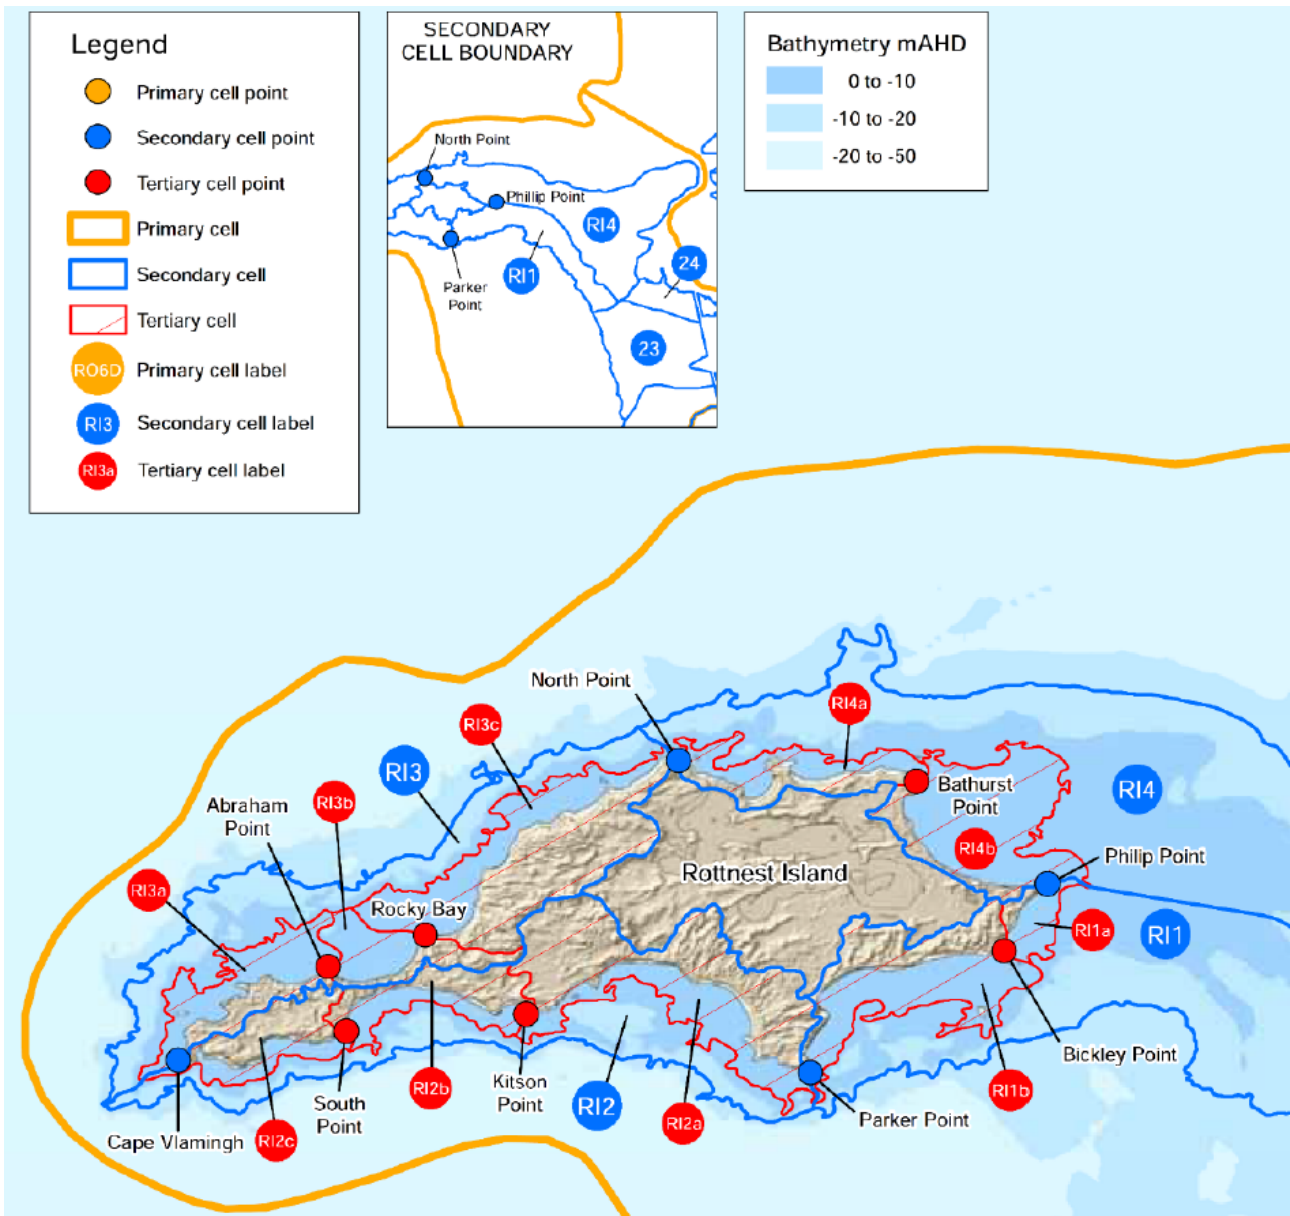 Legend
Primary cell point
Secondary cell point
Tertiary cell point
Primary cell
Secondary cell
Tertiary cell
RO6D Primary cell label
RI3 Secondary cell label
RI3a Tertiary cell label
SECONDARY
CELL BOUNDARY
North Point
Phillip Point
RI4
24
RI1
Parker
Point
23
Bathymetry mAHD
0 to -10
-10 to -20
-20 to -50
North Point
RI4a
RI3c
RI3
Bathurst
Point
RI4
Abraham
Point
RI3b
RI4b
Philip Point
Rottnest Island
RI3a
Rocky Bay
RI1a
RI1
Bickley Point
RI2b
Kitson
Point
RI2
RI1b
South
Point
RI2a
Parker Point
Cape Vlamingh
RI2c